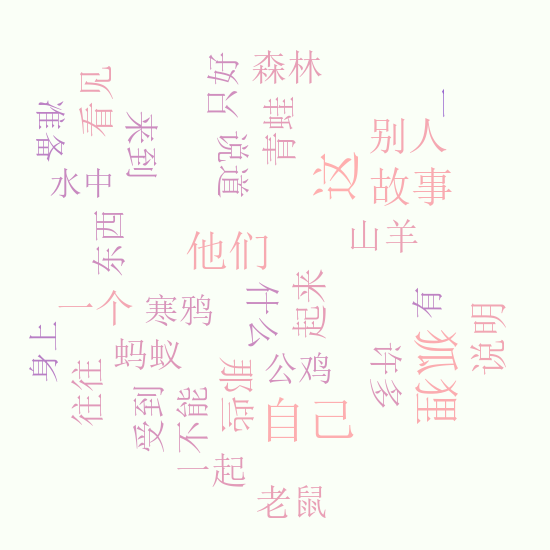 森林
只好
看见
青蛙
一
准备
来到
说道
别人
这
故事
水中
东西
他们
山羊
一个
寒鸦
什么
起来
有
说明
身上
蚂蚁
公鸡
许多
狐狸
往往
受到
不能
那些
自己
一起
老鼠